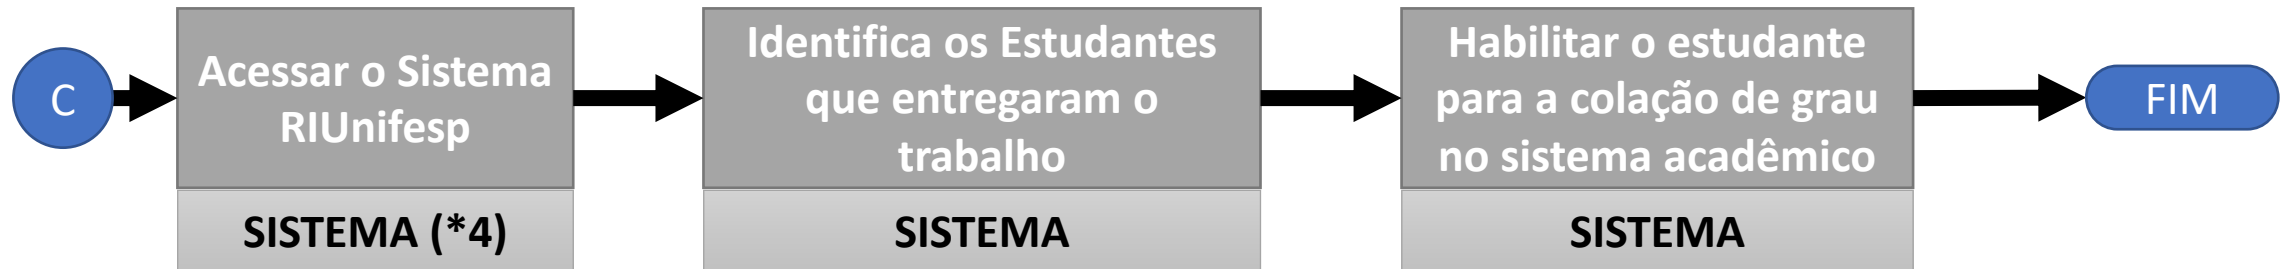 C
Acessar o Sistema
RIUnifesp
SISTEMA (*4)
Identifica os Estudantes
que entregaram o
trabalho
SISTEMA
Habilitar o estudante
para a colação de grau
no sistema acadêmico
SISTEMA
FIM